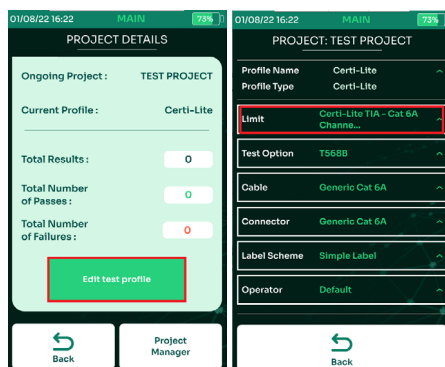 01/08/22 16:22 MAIN 73%
PROJECT DETAILS
Ongoing Project : TEST PROJECT
Current Profile : Certi-Lite
Total Results : 0
Total Number
of Passes : 0
Total Number
of Failures : 0
Edit test profile
Back
Project
Manager
01/08/22 16:22 MAIN 73%
PROJECT: TEST PROJECT
Profile Name Certi-Lite
Profile Type Certi-Lite
Limit Certi-Lite TIA - Cat 6A
Channe...
Test Option T568B
Cable Generic Cat 6A
Connector Generic Cat 6A
Label Scheme Simple Label
Operator Default
Back